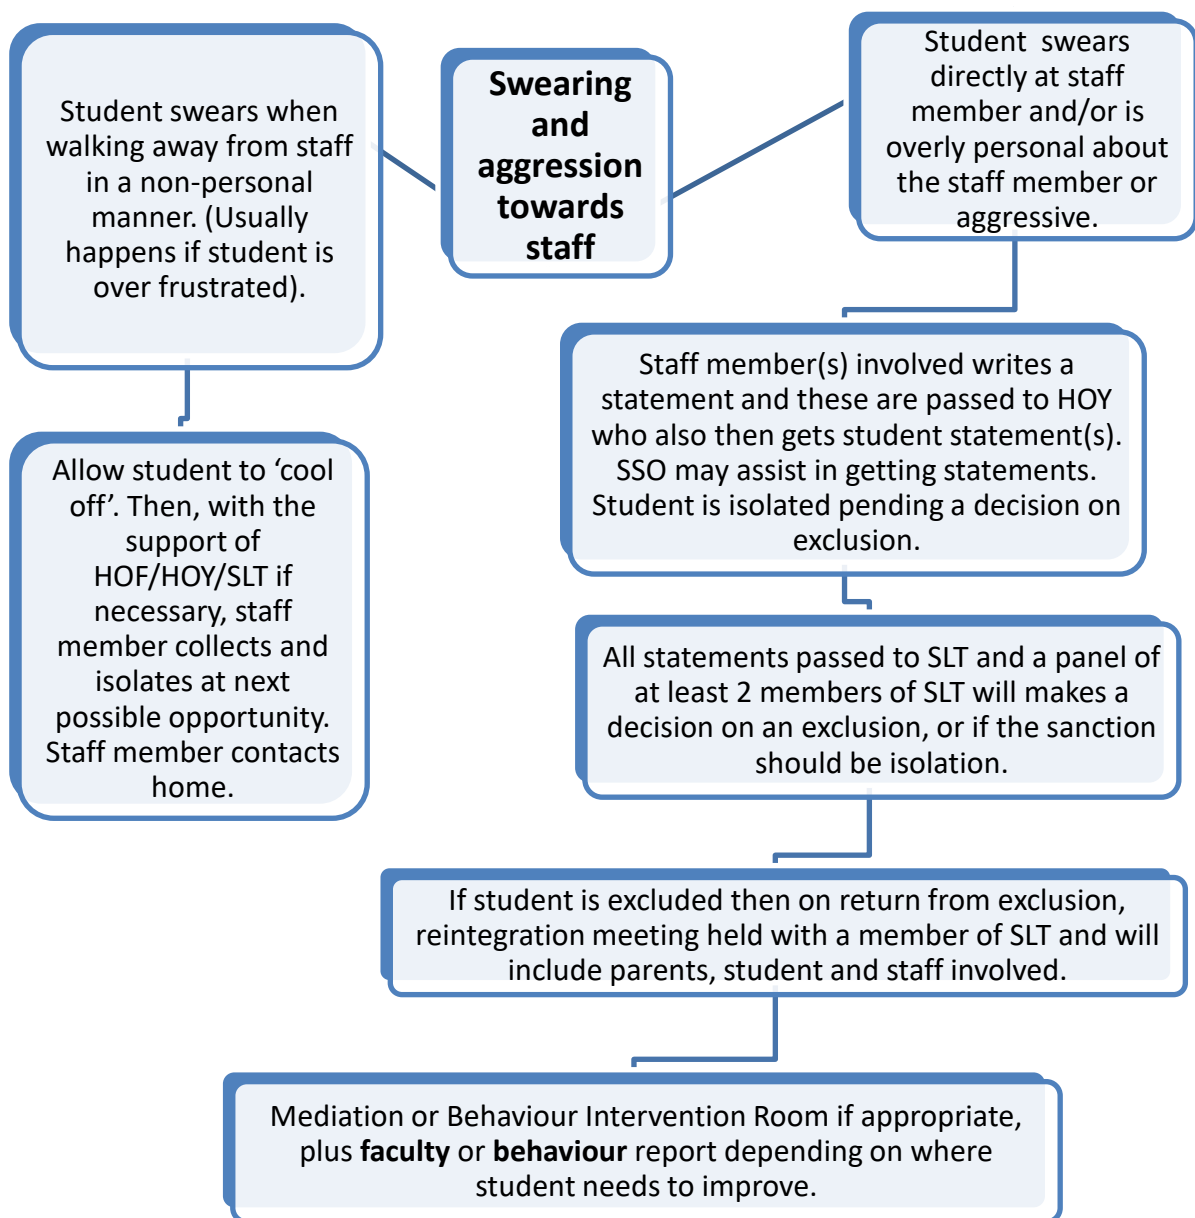 Swearing
and
aggression
towards
staff
Student swears when
walking away from staff
in a non-personal
manner. (Usually
happens if student is
over frustrated).
Allow student to ‘cool
off’. Then, with the
support of
HOF/HOY/SLT if
necessary, staff
member collects and
isolates at next
possible opportunity.
Staff member contacts
home.
Student swears
directly at staff
member and/or is
overly personal about
the staff member or
aggressive.
Staff member(s) involved writes a
statement and these are passed to HOY
who also then gets student statement(s).
SSO may assist in getting statements.
Student is isolated pending a decision on
exclusion.
All statements passed to SLT and a panel of
at least 2 members of SLT will makes a
decision on an exclusion, or if the sanction
should be isolation.
If student is excluded then on return from exclusion,
reintegration meeting held with a member of SLT and will
include parents, student and staff involved.
Mediation or Behaviour Intervention Room if appropriate,
plus faculty or behaviour report depending on where
student needs to improve.